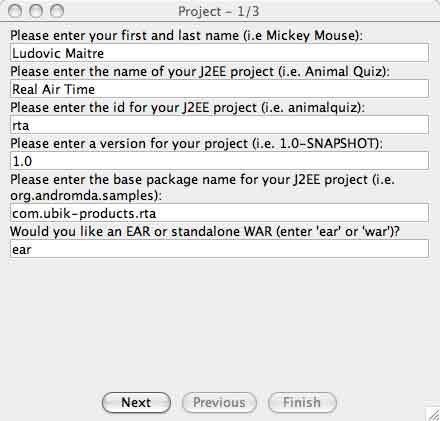 Project - 1/3
Please enter your first and last name (i.e Mickey Mouse):
Ludovic Maitre
Please enter the name of your J2EE project (i.e. Animal Quiz):
Real Air Time
Please enter the id for your J2EE project (i.e. animalquiz):
rta
Please enter a version for your project (i.e. 1.0-SNAPSHOT):
1.0
Please enter the base package name for your J2EE project (i.e.
org.andromda.samples):
com.ubik-products.rta
Would you like an EAR or standalone WAR (enter 'ear' or 'war')?
ear
Next Previous Finish